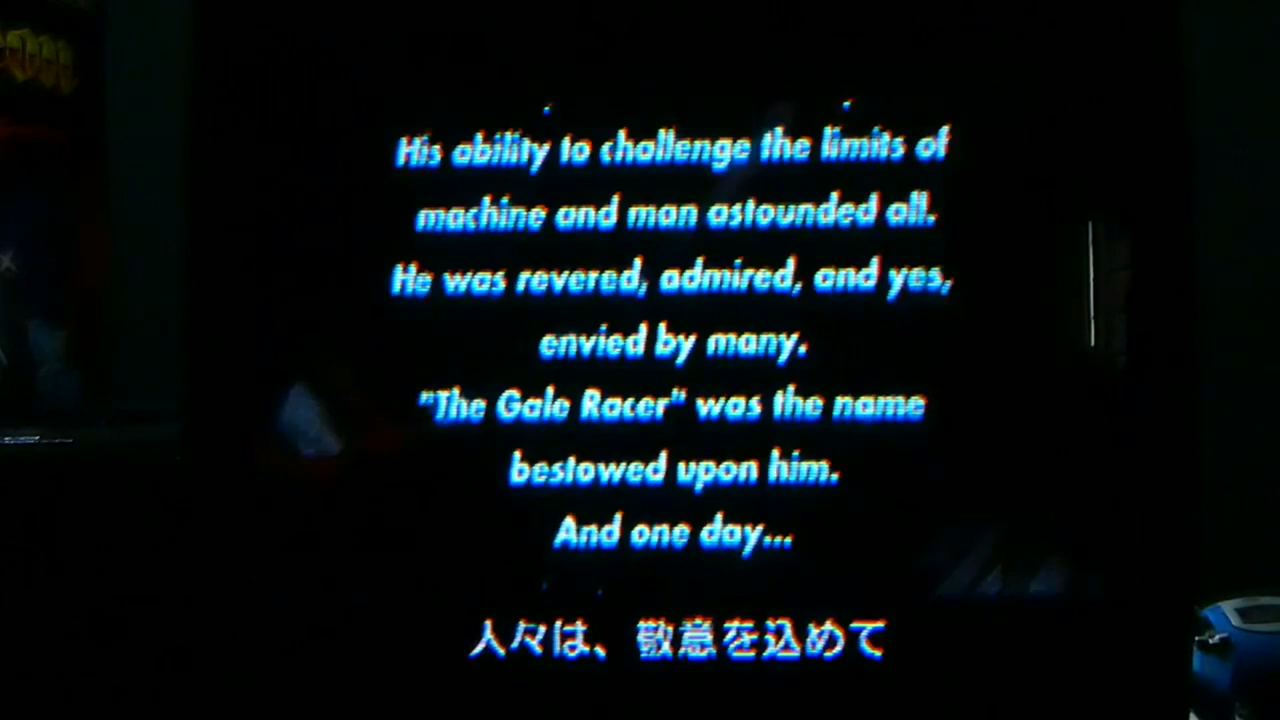 His ability to challenge the limits of
machine and man astounded all.
He was revered, admired, and yes,
envied by many.
"The Gale Racer" was the name
bestowed upon him.
And one day...
人々は、敬意を込めて